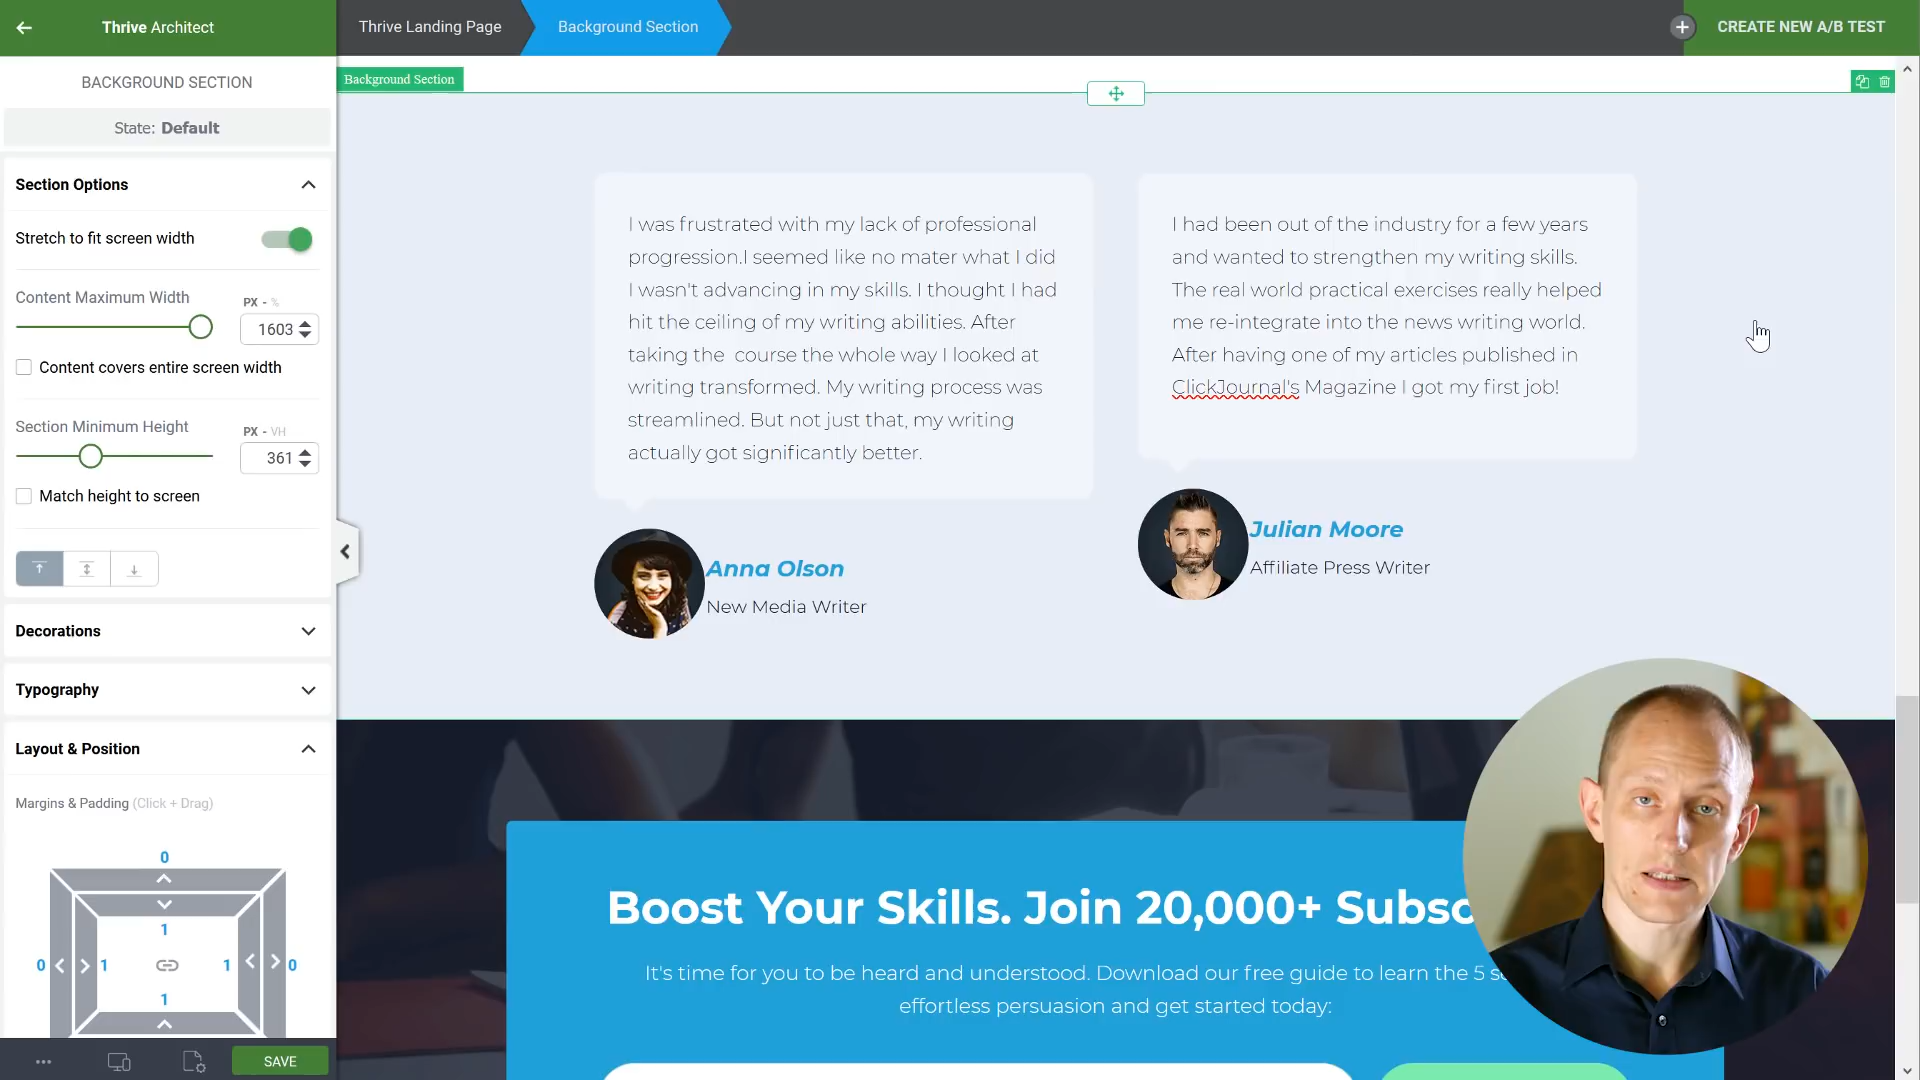 Thrive Architect
Thrive Landing Page
Background Section
CREATE NEW A/B TEST
BACKGROUND SECTION
State: Default
Section Options
Stretch to fit screen width
Content Maximum Width
PX - %
1603
Content covers entire screen width
Section Minimum Height
PX - VH
361
Match height to screen
Decorations
Typography
Layout & Position
Margins & Padding (Click + Drag)
0
1
0 1 1 0
1
SAVE
Background Section
I was frustrated with my lack of professional
progression.I seemed like no mater what I did
I wasn't advancing in my skills. I thought I had
hit the ceiling of my writing abilities. After
taking the course the whole way I looked at
writing transformed. My writing process was
streamlined. But not just that, my writing
actually got significantly better.
Anna Olson
New Media Writer
I had been out of the industry for a few years
and wanted to strengthen my writing skills.
The real world practical exercises really helped
me re-integrate into the news writing world.
After having one of my articles published in
ClickJournal's Magazine I got my first job!
Julian Moore
Affiliate Press Writer
Boost Your Skills. Join 20,000+ Subsc
It's time for you to be heard and understood. Download our free guide to learn the 5 s
effortless persuasion and get started today: